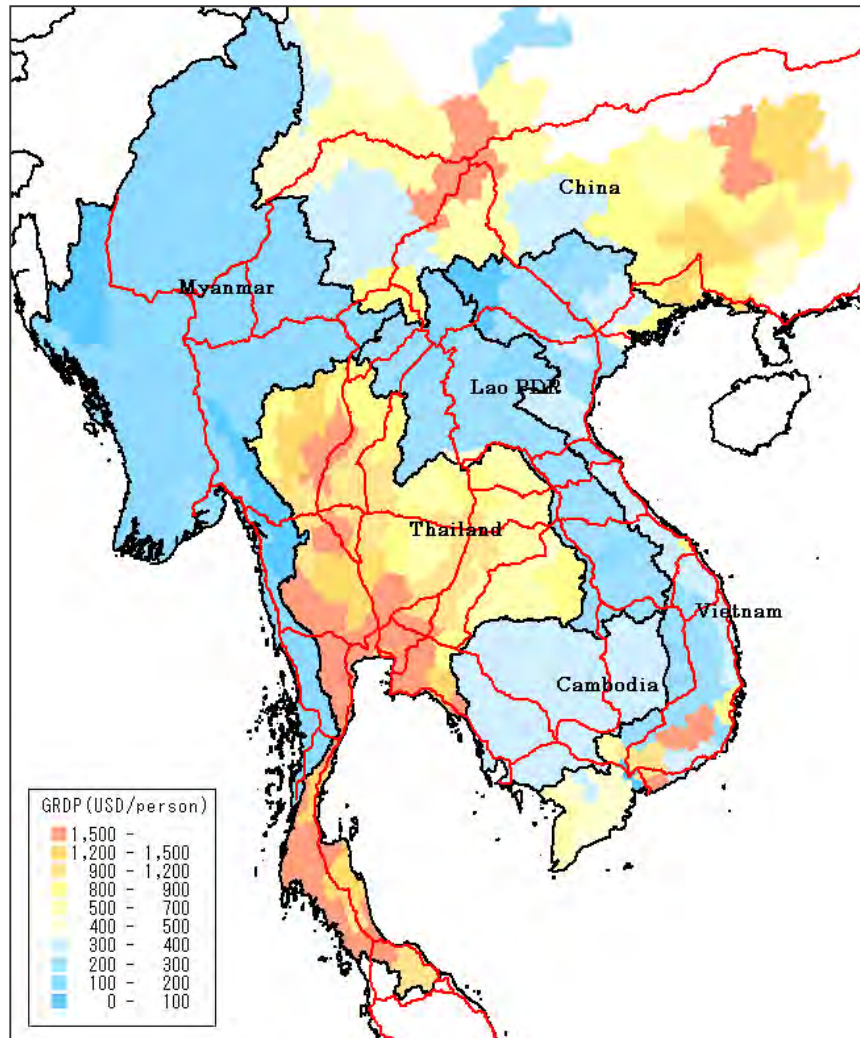 China
Myanmar
Lao PDR
Thailand
Vietnam
Cambodia
GRDP(USD/person)
1,500 -
1,200 - 1,500
900 - 1,200
800 - 900
500 - 700
400 - 500
300 - 400
200 - 300
100 - 200
0 - 100